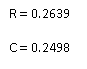 R = 0.2639
C = 0.2498